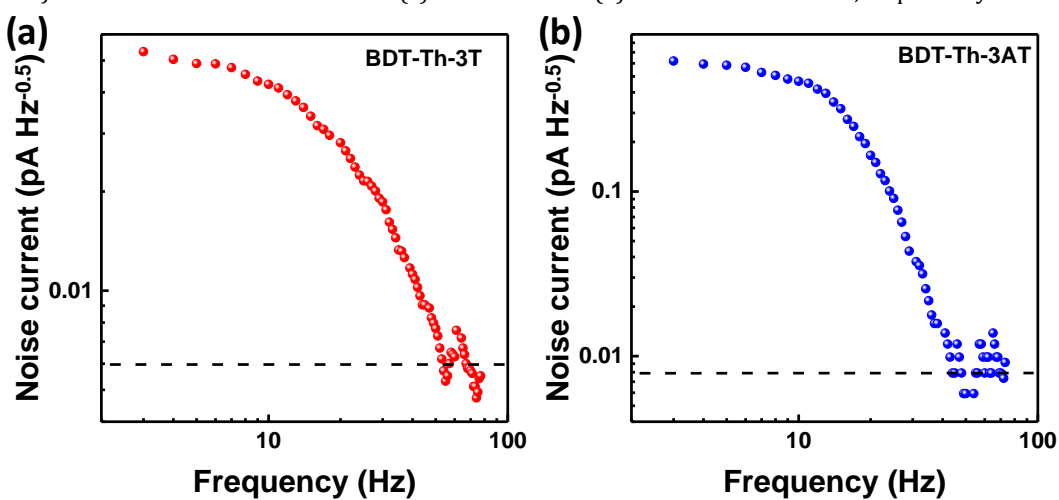 (a)
BDT-Th-3T
Noise current (pA Hz-0.5)
0.01
10
100
Frequency (Hz)
(b)
BDT-Th-3AT
Noise current (pA Hz-0.5)
0.1
0.01
10
100
Frequency (Hz)